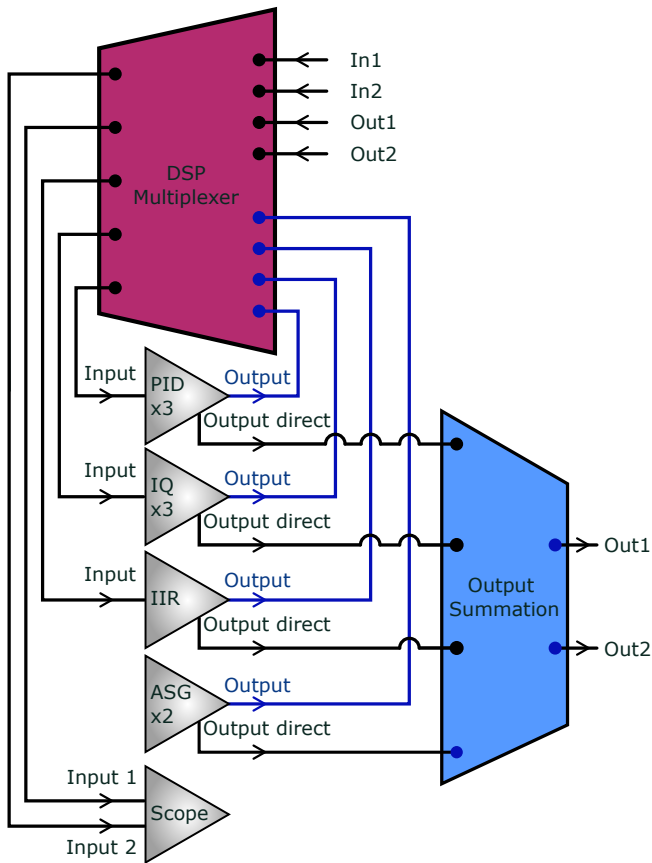 In1
In2
Out1
Out2
DSP
Multiplexer
Input
PID
x3
Output
Output direct
Input
IQ
x3
Output
Output direct
Input
IIR
Output
Output direct
ASG
x2
Output
Output direct
Output
Summation
Out1
Out2
Input 1
Scope
Input 2